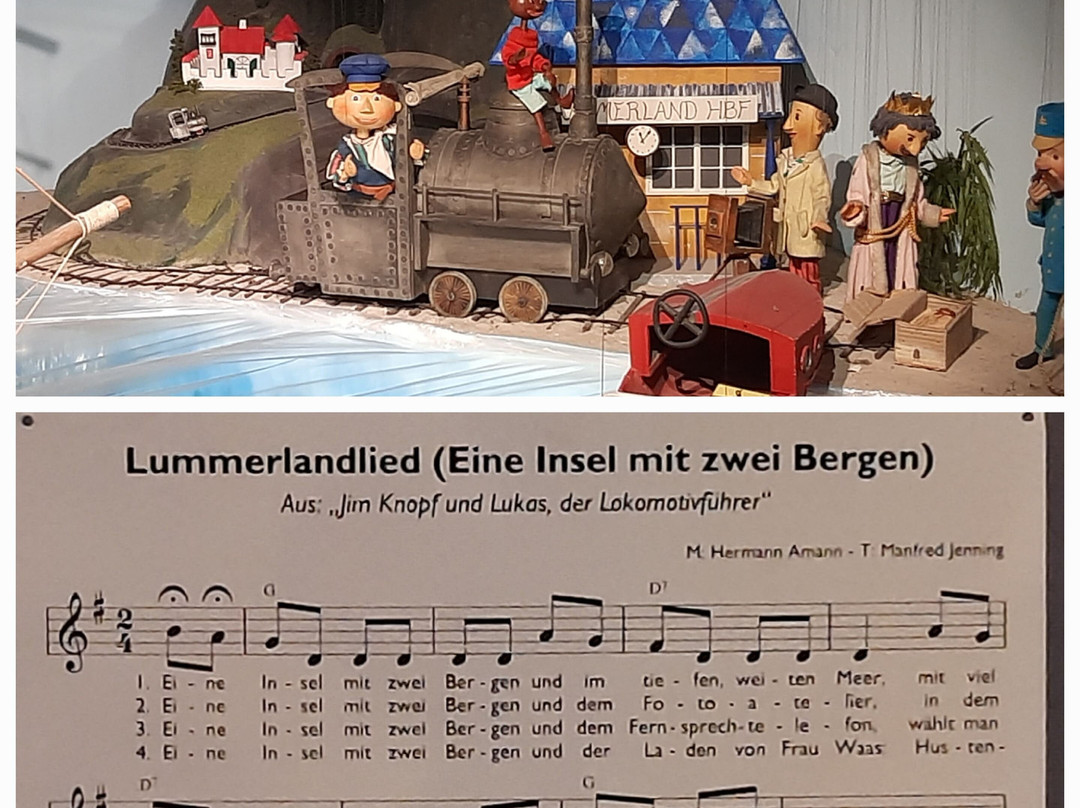 MERLAND HBF
Lummerlandlied (Eine Insel mit zwei Bergen)
Aus: „Jim Knopf und Lukas, der Lokomotivführer“
M: Hermann Amann - T: Manfred Jenning
G D7
2
4
1. Ei - ne In - sel mit zwei Ber - gen und im tie - fen, wei - ten Meer, mit viel
2. Ei - ne In - sel mit zwei Ber - gen und dem Fo - to - a - te - lier, in dem
3. Ei - ne In - sel mit zwei Ber - gen und dem Fern - sprech - te - le - fon, wählt man
4. Ei - ne In - sel mit zwei Ber - gen und der La - den von Frau Waas Hus - ten -
D7 G